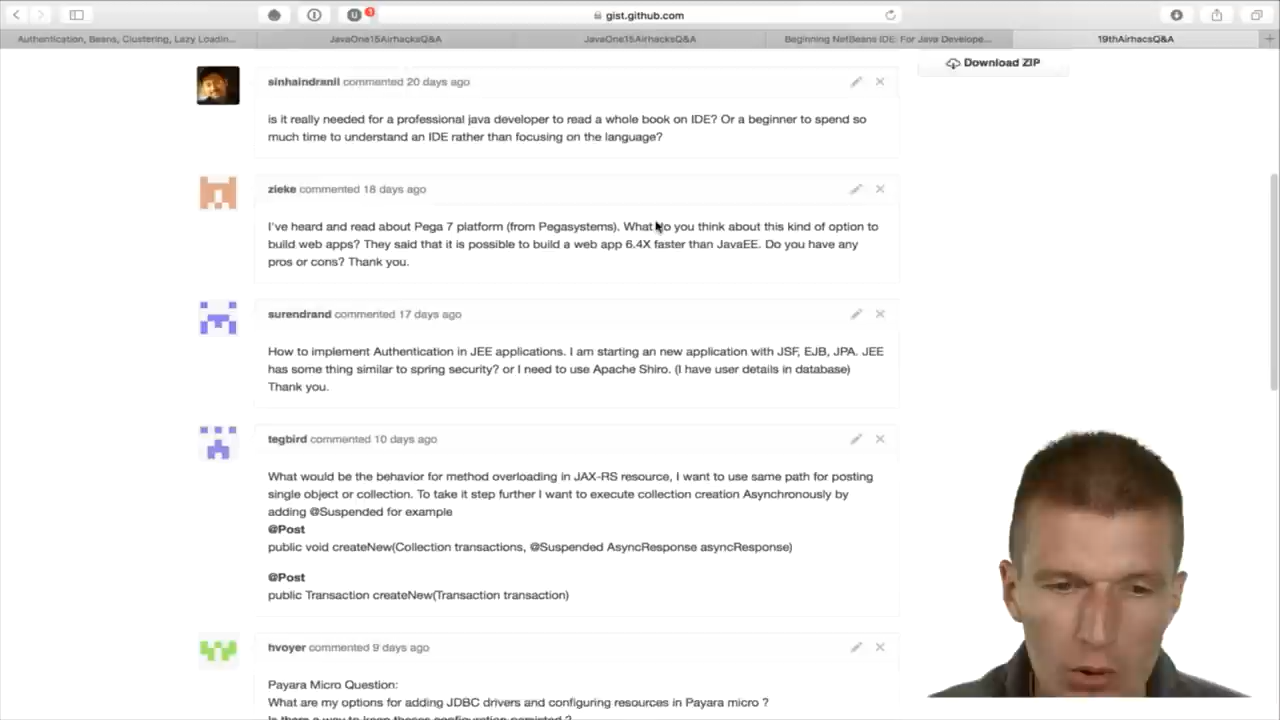 gist.github.com
1
Authentication, Beans, Clustering, Lazy Loadin...
JavaOne15AirhacksQ&A
JavaOne15AirhacksQ&A
Beginning NetBeans IDE: For Java Develope...
19thAirhacsQ&A
Download ZIP
sinhaindranil commented 20 days ago
is it really needed for a professional java developer to read a whole book on IDE? Or a beginner to spend so
much time to understand an IDE rather than focusing on the language?
zieke commented 18 days ago
I've heard and read about Pega 7 platform (from Pegasystems). What do you think about this kind of option to
build web apps? They said that it is possible to build a web app 6.4X faster than JavaEE. Do you have any
pros or cons? Thank you.
surendrand commented 17 days ago
How to implement Authentication in JEE applications. I am starting an new application with JSF, EJB, JPA. JEE
has some thing similar to spring security? or I need to use Apache Shiro. (I have user details in database)
Thank you.
tegbird commented 10 days ago
What would be the behavior for method overloading in JAX-RS resource, I want to use same path for posting
single object or collection. To take it step further I want to execute collection creation Asynchronously by
adding @Suspended for example
@Post
public void createNew(Collection transactions, @Suspended AsyncResponse asyncResponse)
@Post
public Transaction createNew(Transaction transaction)
hvoyer commented 9 days ago
Payara Micro Question:
What are my options for adding JDBC drivers and configuring resources in Payara micro ?
Is there a way to keep theses configuration persisted ?